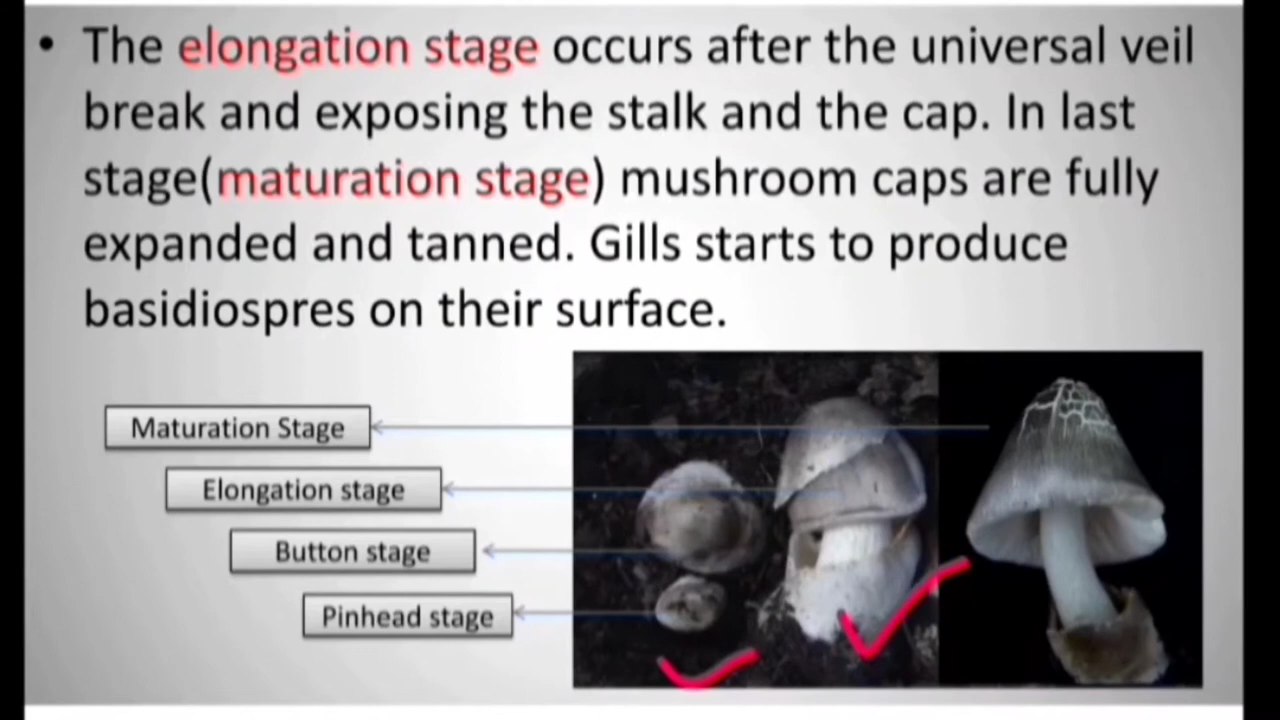 • The elongation stage occurs after the universal veil
break and exposing the stalk and the cap. In last
stage(maturation stage) mushroom caps are fully
expanded and tanned. Gills starts to produce
basidiospres on their surface.
Maturation Stage
Elongation stage
Button stage
Pinhead stage